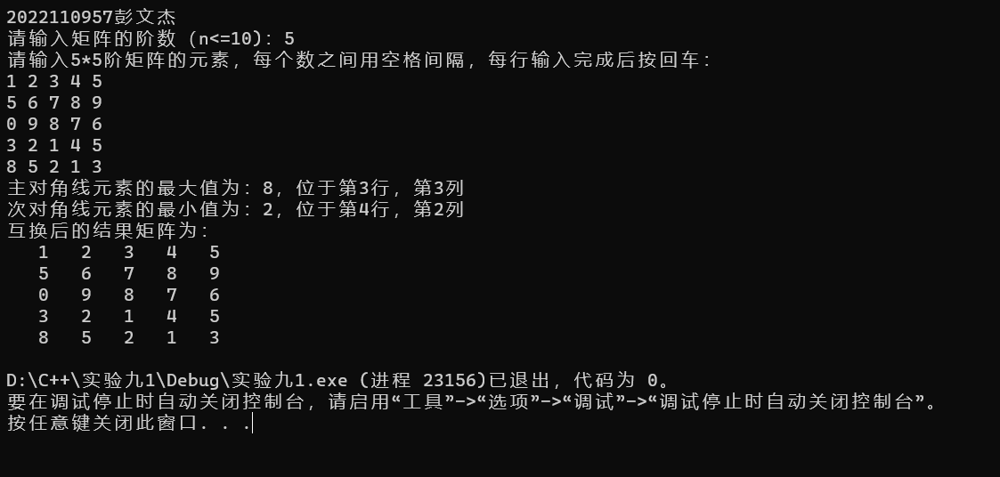 2022110957彭文杰
请输入矩阵的阶数（n<=10）：5
请输入5*5阶矩阵的元素，每个数之间用空格间隔，每行输入完成后按回车：
1 2 3 4 5
5 6 7 8 9
0 9 8 7 6
3 2 1 4 5
8 5 2 1 3
主对角线元素的最大值为：8，位于第3行，第3列
次对角线元素的最小值为：2，位于第4行，第2列
互换后的结果矩阵为：
   1   2   3   4   5
   5   6   7   8   9
   0   9   8   7   6
   3   2   1   4   5
   8   5   2   1   3
D:\C++\实验九1\Debug\实验九1.exe (进程 23156)已退出，代码为 0。
要在调试停止时自动关闭控制台，请启用“工具”->“选项”->“调试”->“调试停止时自动关闭控制台”。
按任意键关闭此窗口. . .